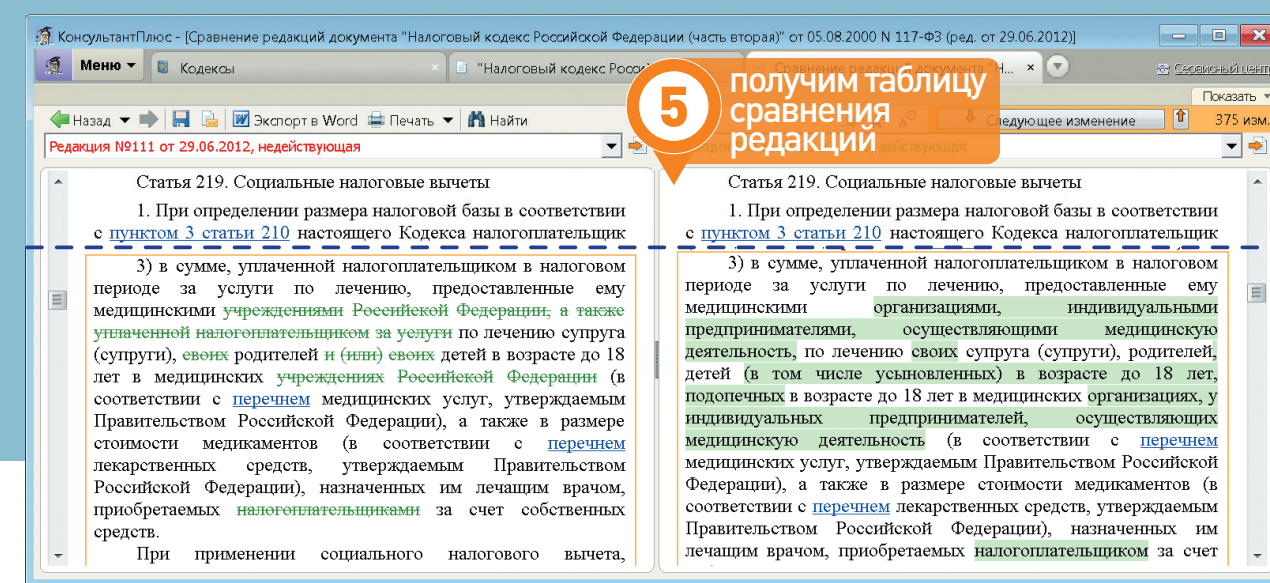 КонсультантПлюс - [Сравнение редакций документа "Налоговый кодекс Российской Федерации (часть вторая)" от 05.08.2000 N 117-ФЗ (ред. от 29.06.2012)]
Меню
Кодексы
"Налоговый кодекс Росси
Сравнение редакций документа "Н...
Сервисный цент
Показать
Назад
Экспорт в Word
Печать
Найти
Следующее изменение
375 изм.
5
получим таблицу
сравнения
редакций
Редакция №111 от 29.06.2012, недействующая
действующая
Статья 219. Социальные налоговые вычеты
1. При определении размера налоговой базы в соответствии
с пунктом 3 статьи 210 настоящего Кодекса налогоплательщик
3) в сумме, уплаченной налогоплательщиком в налоговом
периоде за услуги по лечению, предоставленные ему
медицинскими учреждениями Российской Федерации, а также
уплаченной налогоплательщиком за услуги по лечению супруга
(супруги), своих родителей и (или) своих детей в возрасте до 18
лет в медицинских учреждениях Российской Федерации (в
соответствии с перечнем медицинских услуг, утверждаемым
Правительством Российской Федерации), а также в размере
стоимости медикаментов (в соответствии с перечнем
лекарственных средств, утверждаемым Правительством
Российской Федерации), назначенных им лечащим врачом,
приобретаемых налогоплательщиками за счет собственных
средств.
При применении социального налогового вычета,
Статья 219. Социальные налоговые вычеты
1. При определении размера налоговой базы в соответствии
с пунктом 3 статьи 210 настоящего Кодекса налогоплательщик
3) в сумме, уплаченной налогоплательщиком в налоговом
периоде за услуги по лечению, предоставленные ему
медицинскими организациями, индивидуальными
предпринимателями, осуществляющими медицинскую
деятельность, по лечению своих супруга (супруги), родителей,
детей (в том числе усыновленных) в возрасте до 18 лет,
подопечных в возрасте до 18 лет в медицинских организациях, у
индивидуальных предпринимателей, осуществляющих
медицинскую деятельность (в соответствии с перечнем
медицинских услуг, утверждаемым Правительством Российской
Федерации), а также в размере стоимости медикаментов (в
соответствии с перечнем лекарственных средств, утверждаемым
Правительством Российской Федерации), назначенных им
лечащим врачом, приобретаемых налогоплательщиком за счет